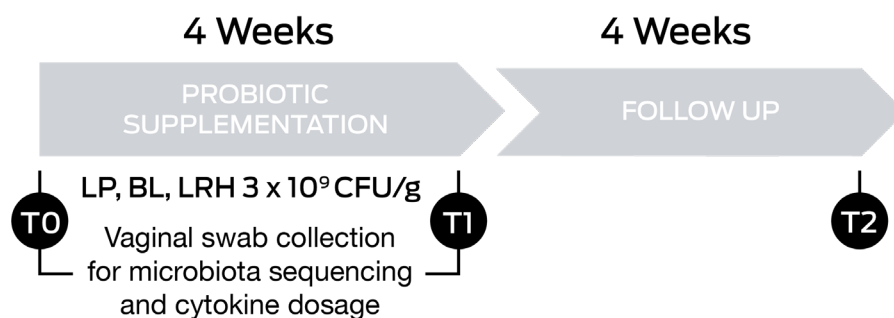 4 Weeks
4 Weeks
PROBIOTIC
SUPPLEMENTATION
FOLLOW UP
LP, BL, LRH 3 x 10⁹ CFU/g
T0
T1
T2
Vaginal swab collection
for microbiota sequencing
and cytokine dosage